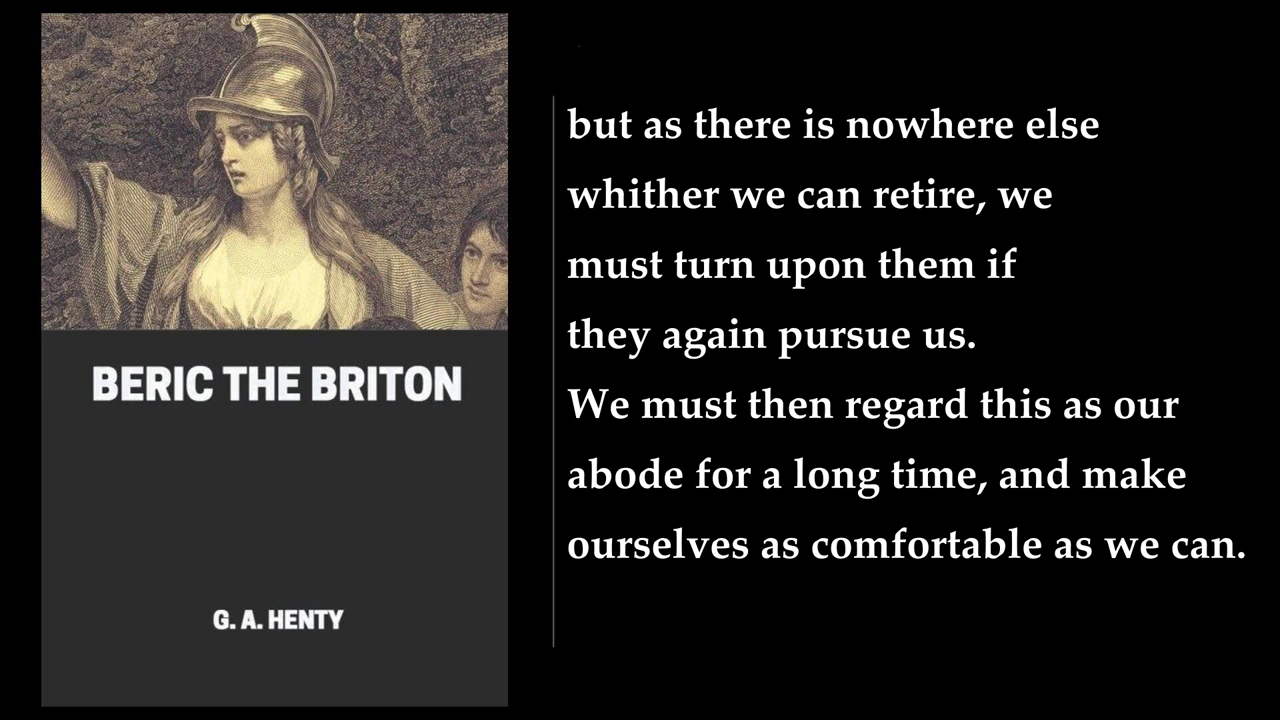 BERIC THE BRITON
G. A. HENTY
but as there is nowhere else
whither we can retire, we
must turn upon them if
they again pursue us.
We must then regard this as our
abode for a long time, and make
ourselves as comfortable as we can.